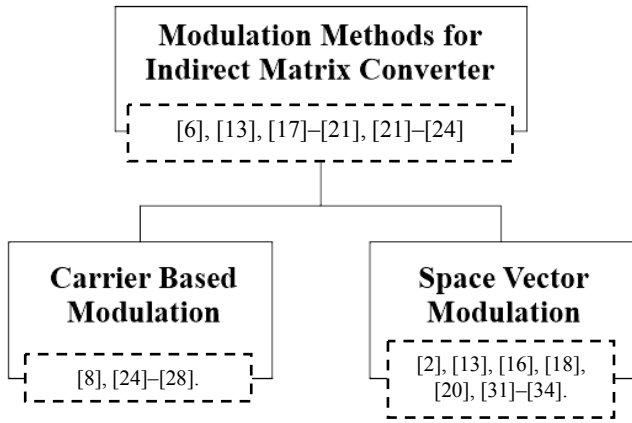 Modulation Methods for
Indirect Matrix Converter
[6], [13], [17]–[21], [21]–[24]
Carrier Based
Modulation
[8], [24]–[28].
Space Vector
Modulation
[2], [13], [16], [18],
[20], [31]–[34].